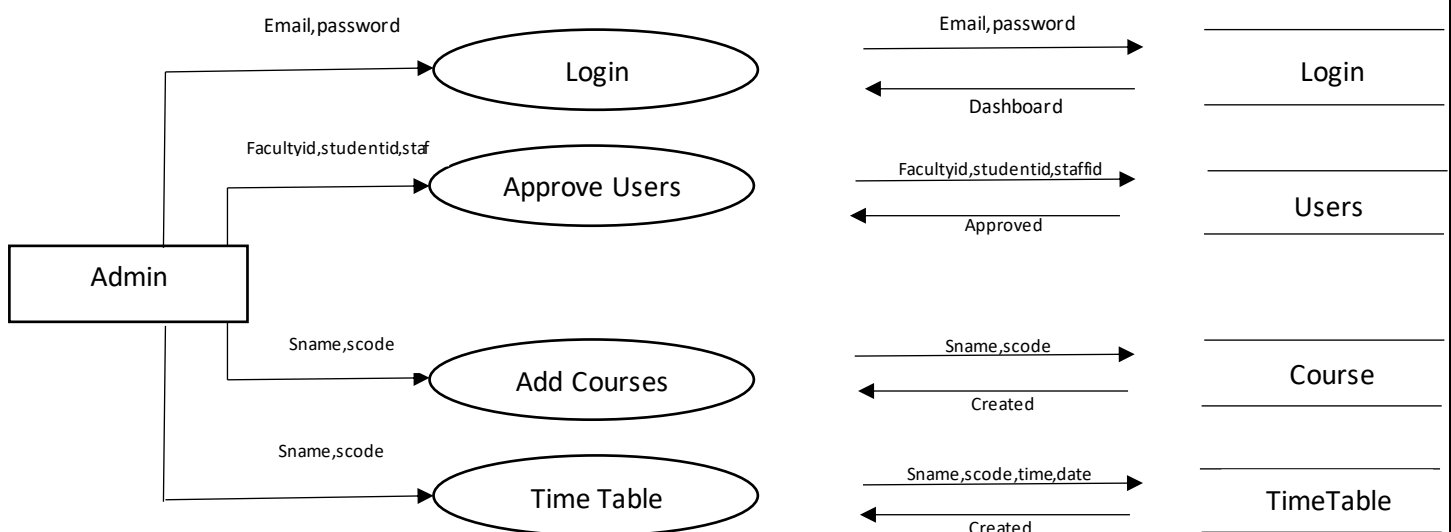 Email,password
Email,password
Login
Login
Dashboard
Facultyid,studentid,staf
Facultyid,studentid,staffid
Approve Users
Users
Approved
Admin
Sname,scode
Sname,scode
Add Courses
Course
Created
Sname,scode
Sname,scode,time,date
Time Table
TimeTable
Created